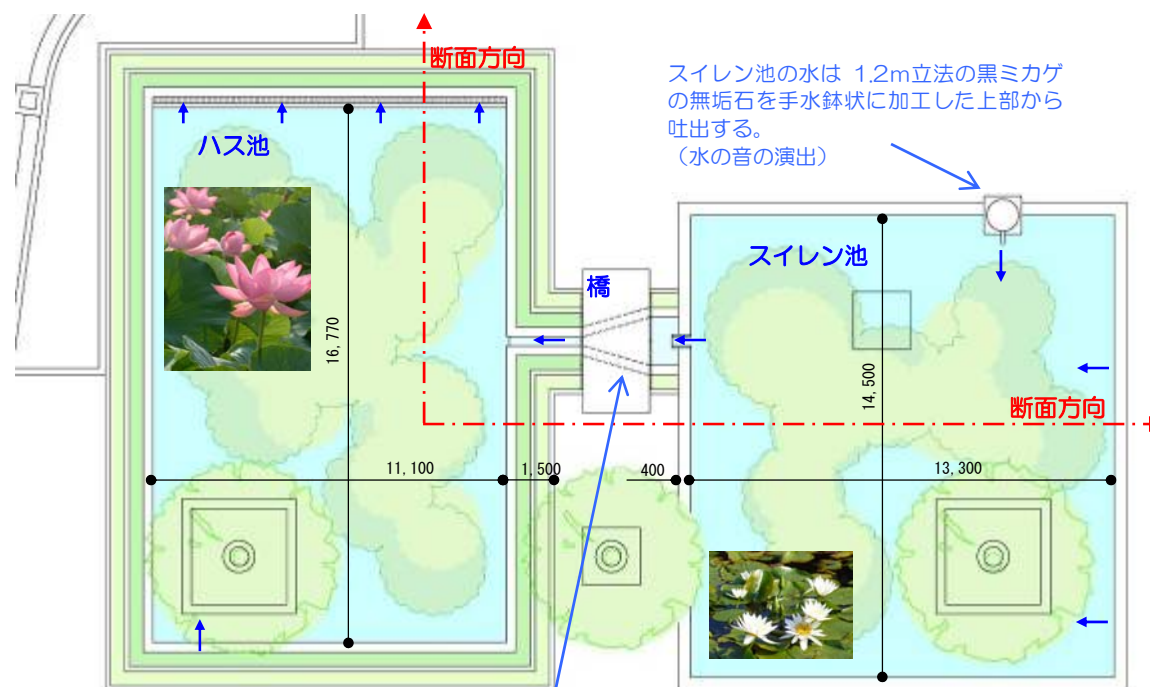 断面方向
スイレン池の水は 1.2m立法の黒ミカゲ
の無垢石を手水鉢状に加工した上部から
吐出する。
（水の音の演出）
ハス池
スイレン池
橋
16,770
14,500
断面方向
11,100
1,500
400
13,300